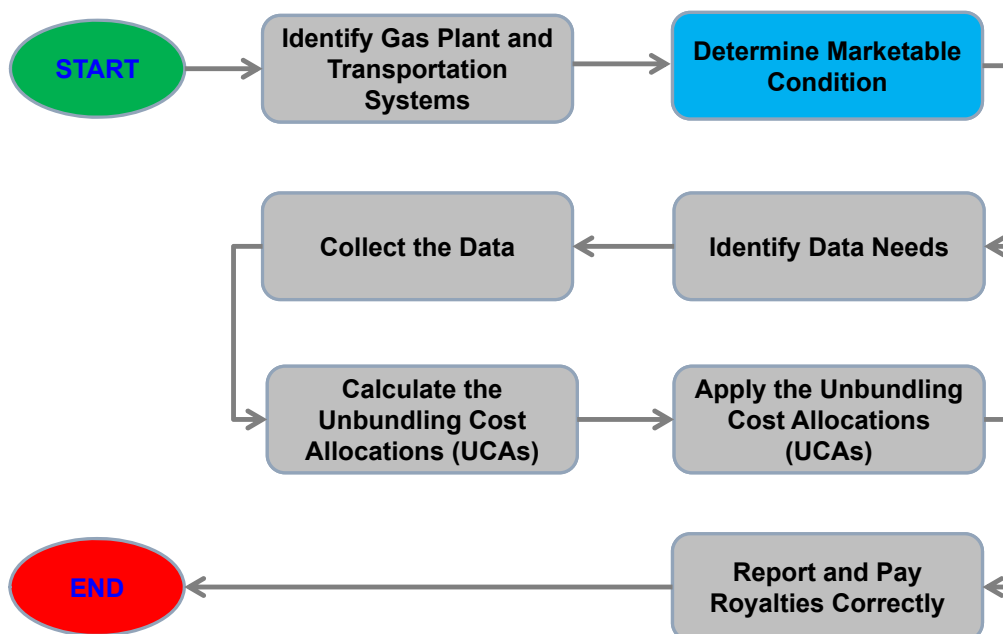 START
Identify Gas Plant and
Transportation
Systems
Determine Marketable
Condition
Collect the Data
Identify Data Needs
Calculate the
Unbundling Cost
Allocations (UCAs)
Apply the Unbundling
Cost Allocations
(UCAs)
END
Report and Pay
Royalties Correctly